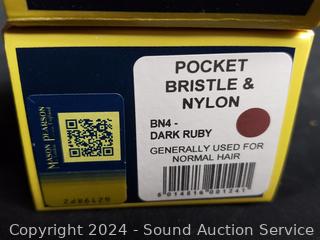 POCKET
BRISTLE &
NYLON
BN4 -
DARK RUBY
GENERALLY USED FOR
NORMAL HAIR
MASON PEARSON
Copyright 2024 - Sound Auction Service